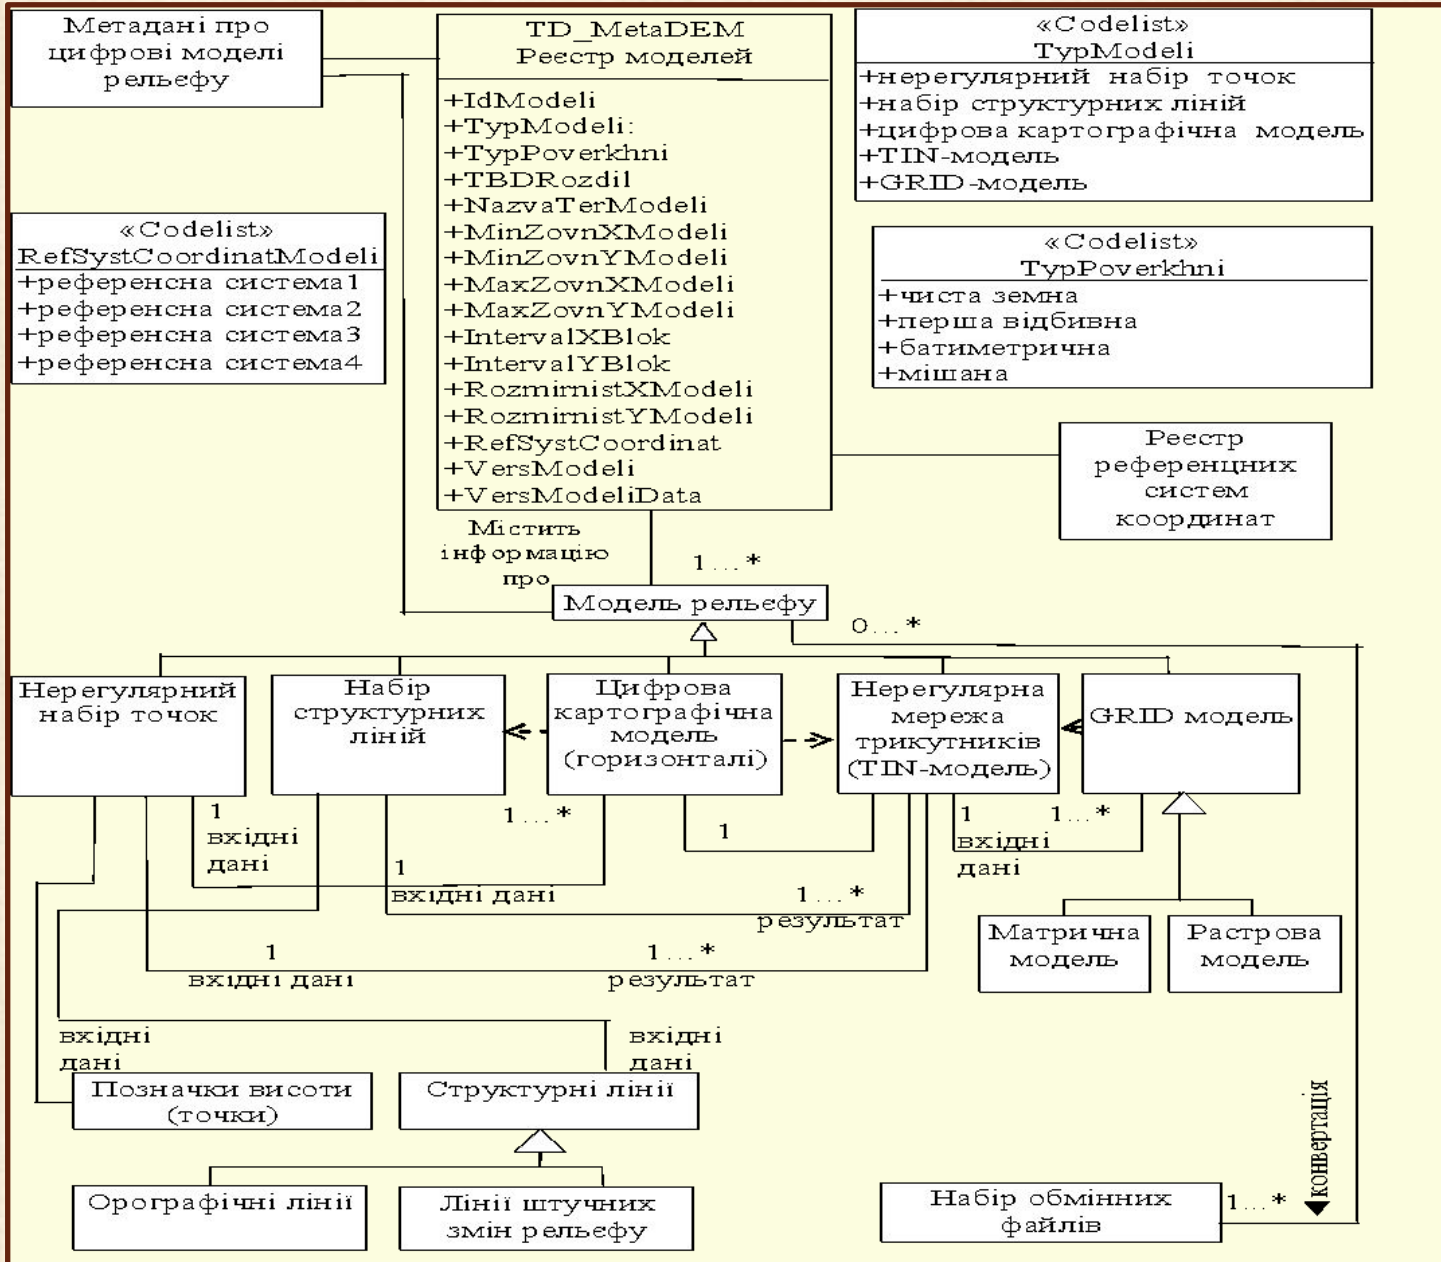 Метадані про
цифрові моделі
рельєфу
TD_MetaDEM
Реєстр моделей
+IdModeli
+TypModeli:
+TypPoverkhni
+TBDRozdil
+NazvaTerModeli
+MinZovnXModeli
+MinZovnYModeli
+MaxZovnXModeli
+MaxZovnYModeli
+IntervalXBlok
+IntervalYBlok
+RozmirnistXModeli
+RozmirnistYModeli
+RefSystCoordinat
+VersModeli
+VersModeliData
«Codelist»
TypModeli
+нерегулярний набір точок
+набір структурних ліній
+цифрова картографічна модель
+TIN-модель
+GRID-модель
«Codelist»
RefSystCoordinatModeli
+референсна система1
+референсна система2
+референсна система3
+референсна система4
«Codelist»
TypPoverkhni
+чиста земна
+перша відбивна
+батиметрична
+мішана
Реєстр
референцних
систем
координат
Містить
інформацію
про
1...*
Модель рельєфу
0...*
Нерегулярний
набір точок
Набір
структурних
ліній
Цифрова
картографічна
модель
(горизонталі)
Нерегулярна
мережа
трикутників
(TIN-модель)
GRID модель
1
вхідні
дані
1...*
1
1
вхідні
дані
1...*
1
вхідні дані
1...*
результат
1
вхідні дані
1...*
результат
Матрична
модель
Растрова
модель
вхідні
дані
вхідні
дані
Позначки висоти
(точки)
Структурні лінії
Орографічні лінії
Лінії штучних
змін рельєфу
Набір обмінних
файлів
1...*
конвертація